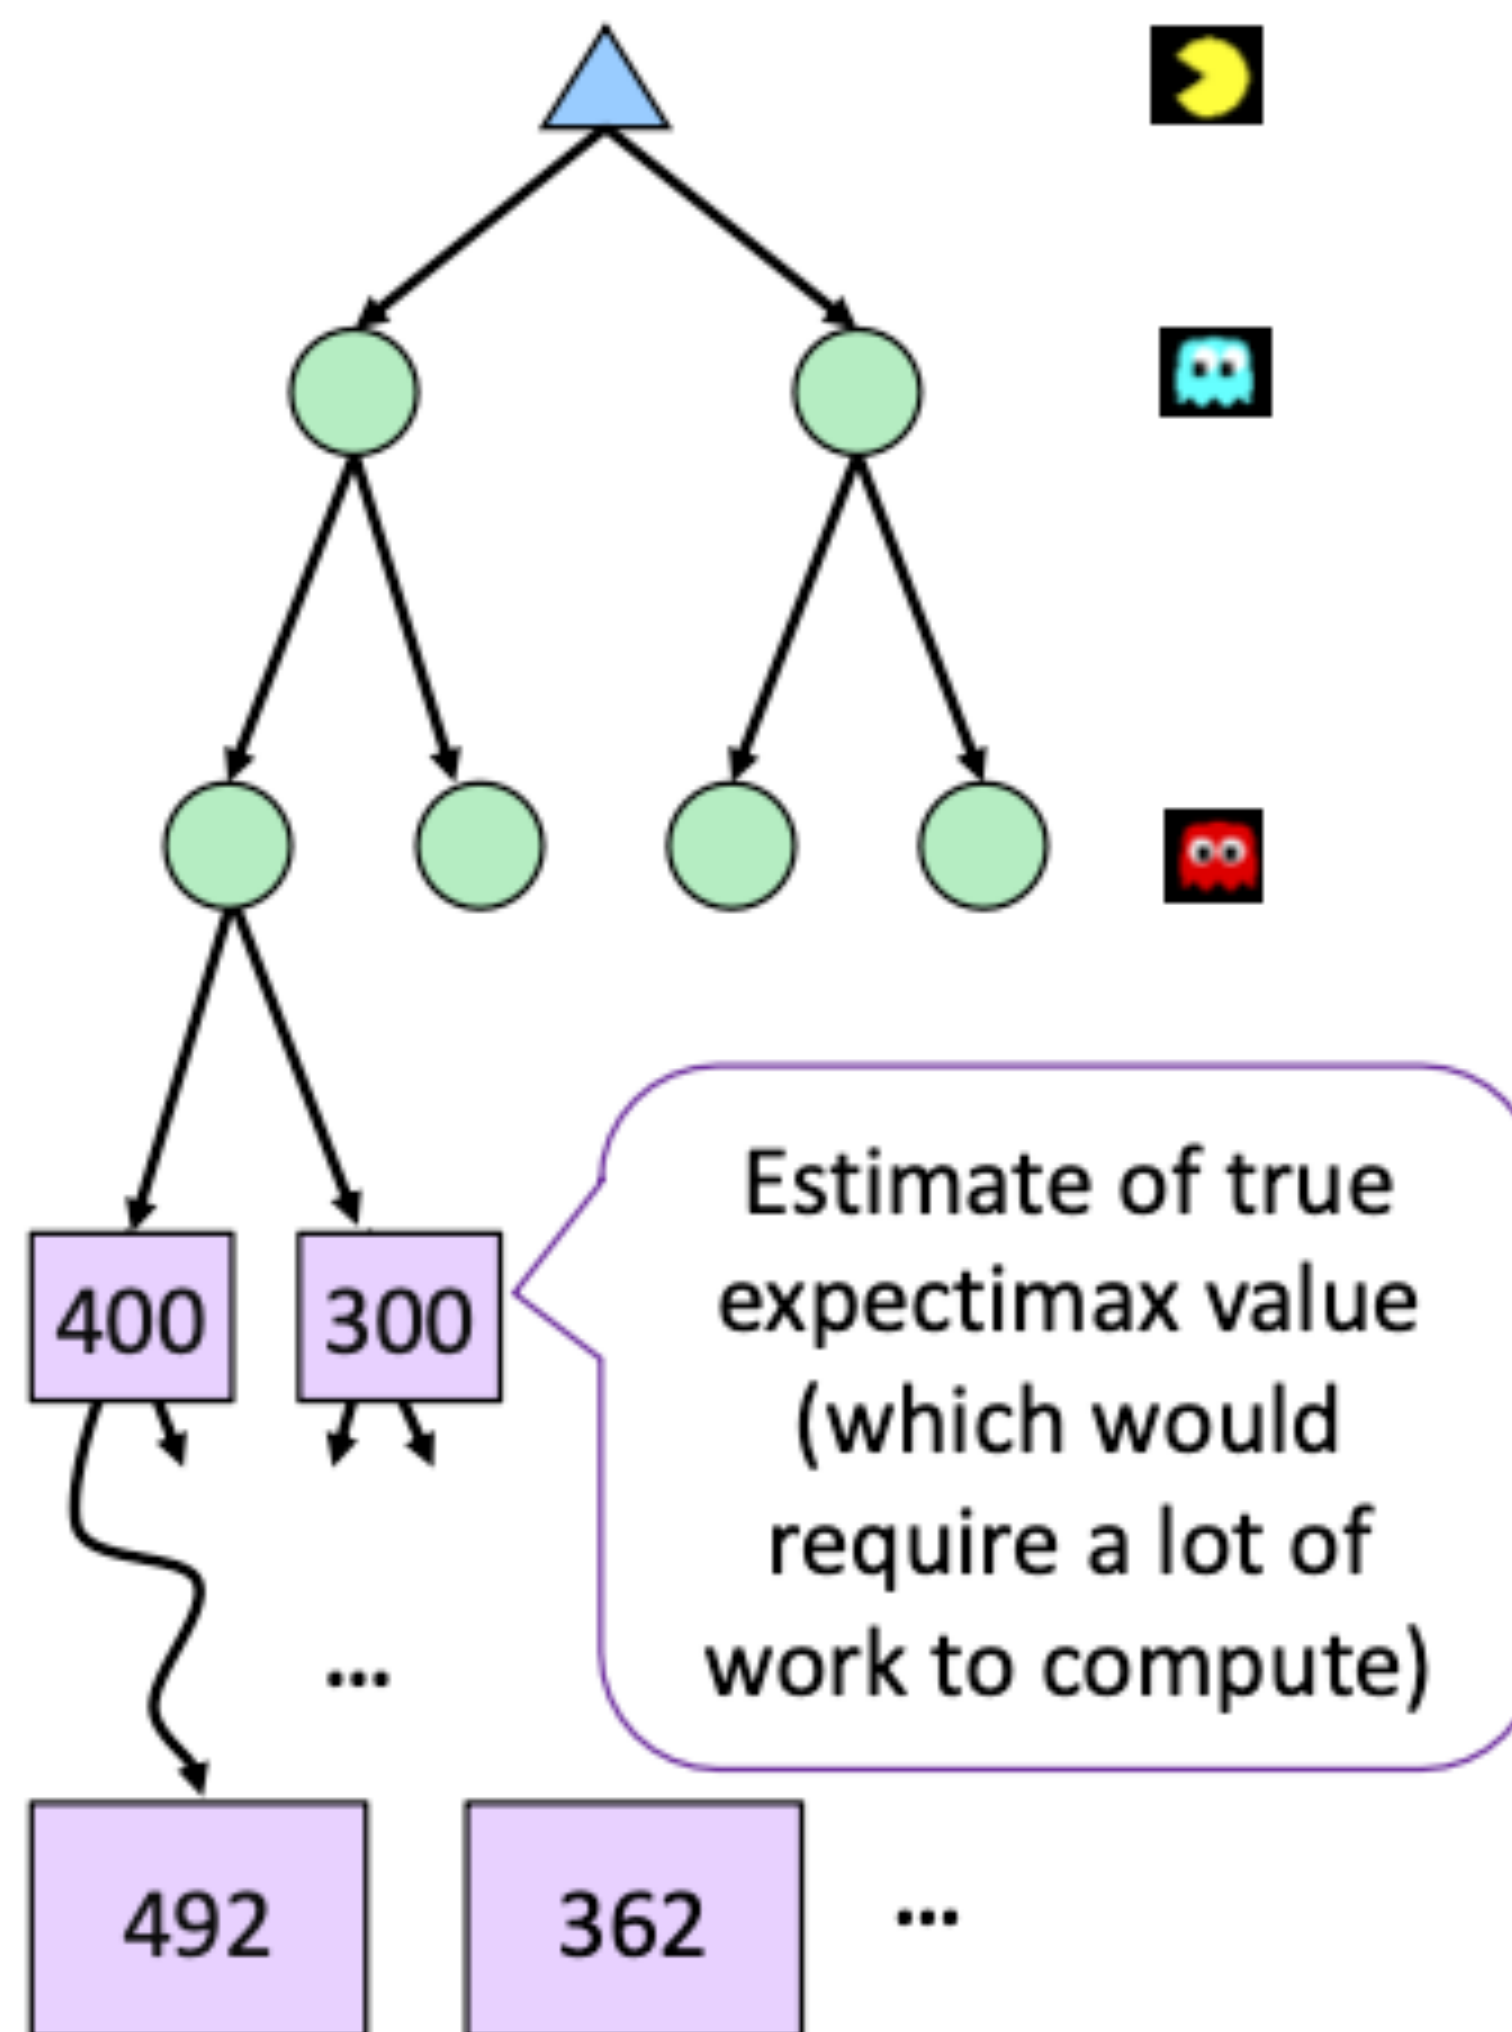 400
300
Estimate of true
expectimax value
(which would
require a lot of
work to compute)
...
492
362
...